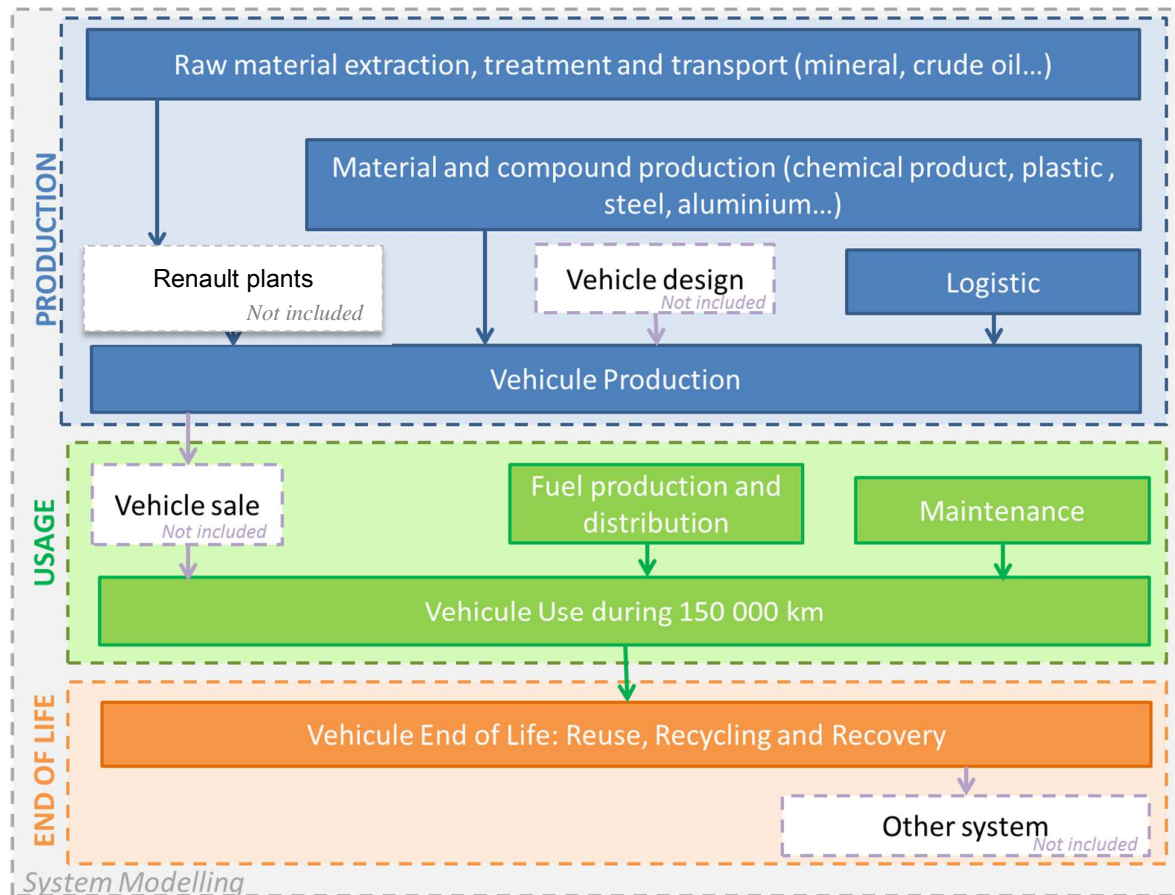 PRODUCTION
Raw material extraction, treatment and transport (mineral, crude oil...)
Material and compound production (chemical product, plastic ,
steel, aluminium...)
Renault plants
Not included
Vehicle design
Not included
Logistic
Vehicule Production
USAGE
Vehicle sale
Not included
Fuel production and
distribution
Maintenance
Vehicule Use during 150 000 km
END OF LIFE
Vehicule End of Life: Reuse, Recycling and Recovery
Other system
Not included
System Modelling